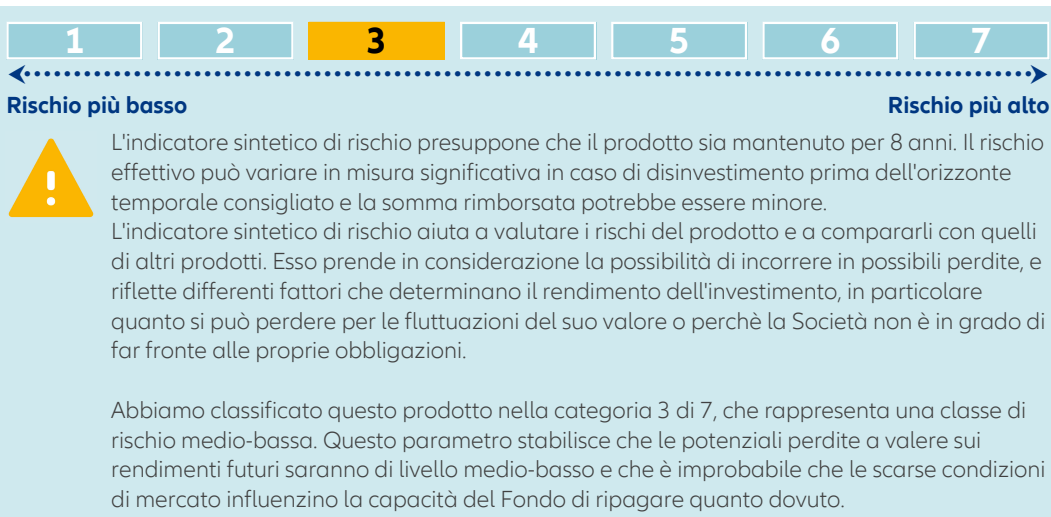 1 2 3 4 5 6 7
Rischio più basso Rischio più alto
L'indicatore sintetico di rischio presuppone che il prodotto sia mantenuto per 8 anni. Il rischio
effettivo può variare in misura significativa in caso di disinvestimento prima dell'orizzonte
temporale consigliato e la somma rimborsata potrebbe essere minore.
L'indicatore sintetico di rischio aiuta a valutare i rischi del prodotto e a compararli con quelli
di altri prodotti. Esso prende in considerazione la possibilità di incorrere in possibili perdite, e
riflette differenti fattori che determinano il rendimento dell'investimento, in particolare
quanto si può perdere per le fluttuazioni del suo valore o perchè la Società non è in grado di
far fronte alle proprie obbligazioni.
Abbiamo classificato questo prodotto nella categoria 3 di 7, che rappresenta una classe di
rischio medio-bassa. Questo parametro stabilisce che le potenziali perdite a valere sui
rendimenti futuri saranno di livello medio-basso e che è improbabile che le scarse condizioni
di mercato influenzino la capacità del Fondo di ripagare quanto dovuto.